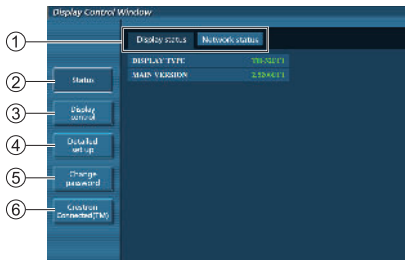 Display Control Window
① Display status Network status
DISPLAY TYPE
MAIN VERSION
② Status
③ Display control
④ Detailed set up
⑤ Change password
⑥ Crestron Connected(TM)